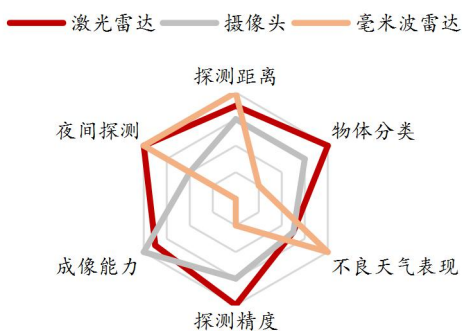 激光雷达 摄像头 毫米波雷达
探测距离
夜间探测 物体分类
成像能力 不良天气表现
探测精度